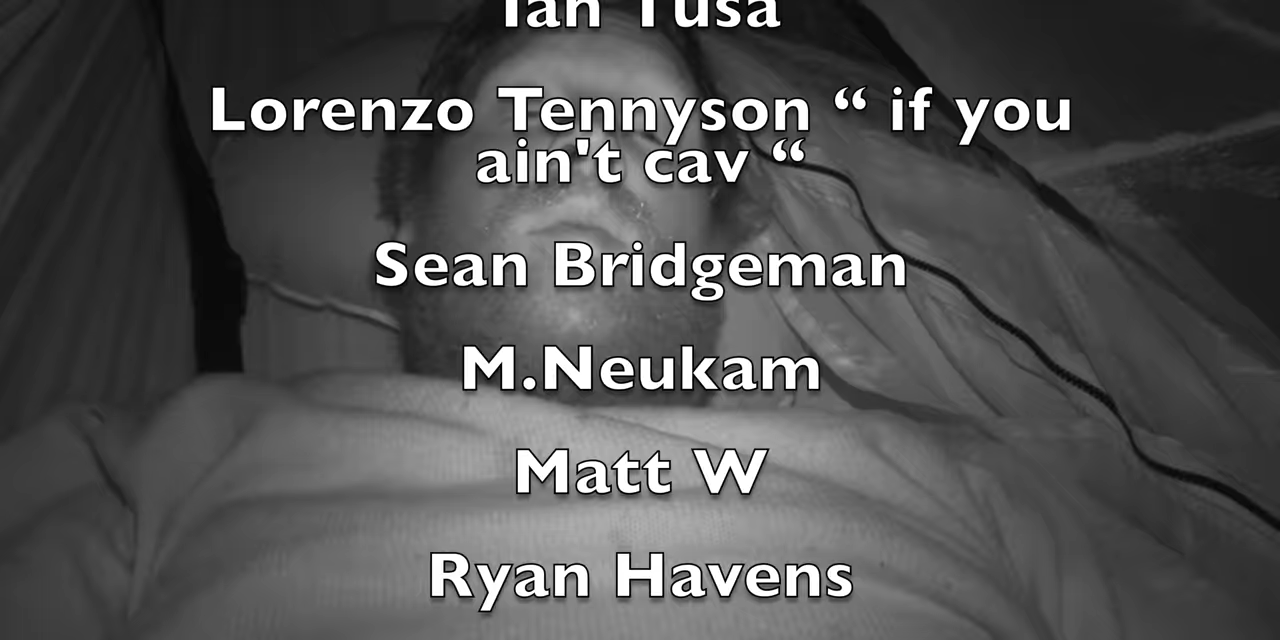 Ian Tusa
Lorenzo Tennyson “ if you
ain't cav “
Sean Bridgeman
M.Neukam
Matt W
Ryan Havens